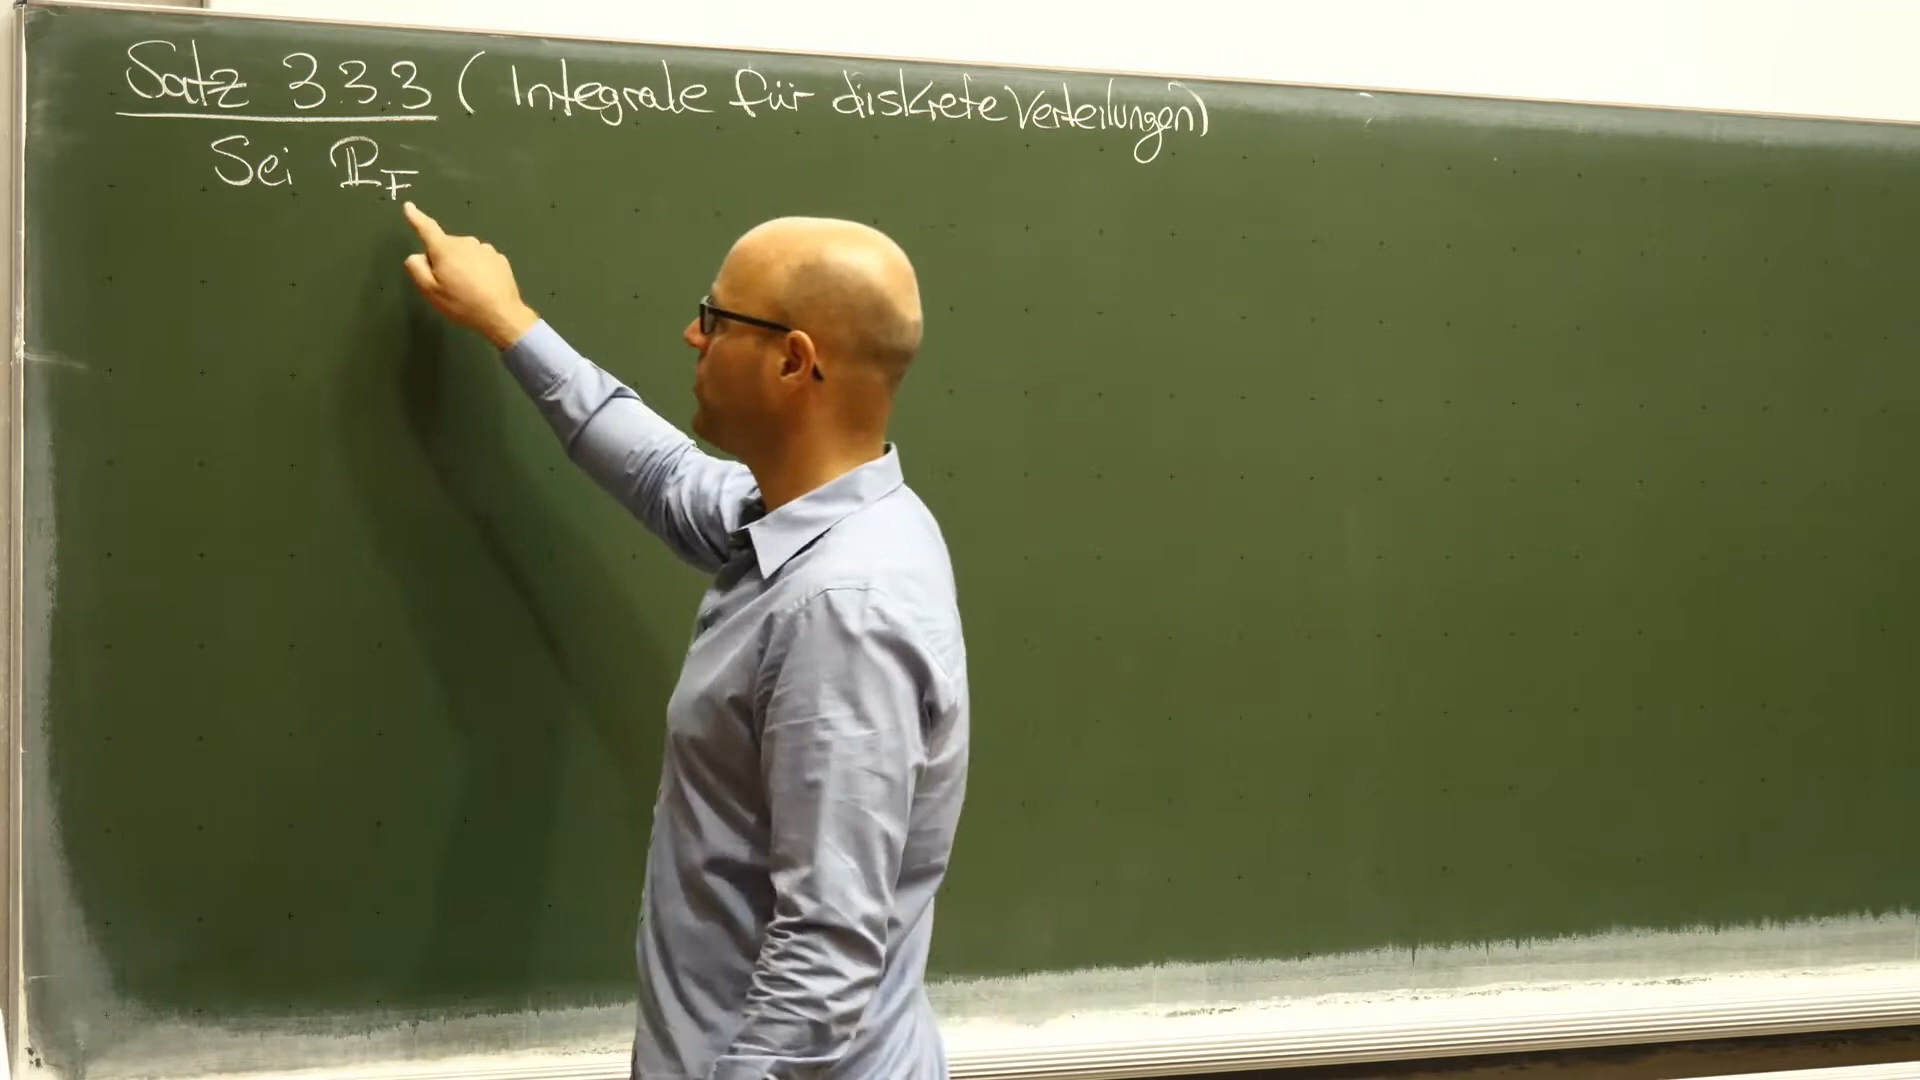 Satz 3.3.3 (Integrale für diskrete Verteilungen)
Sei ℙ_F